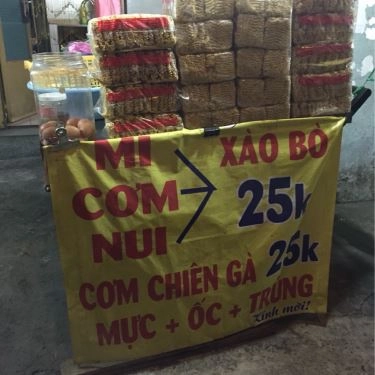 MÌ
CƠM
NUI
XÀO BÒ
25k
CƠM CHIÊN GÀ 25k
MỰC + ỐC + TRỨNG
Kính mời!